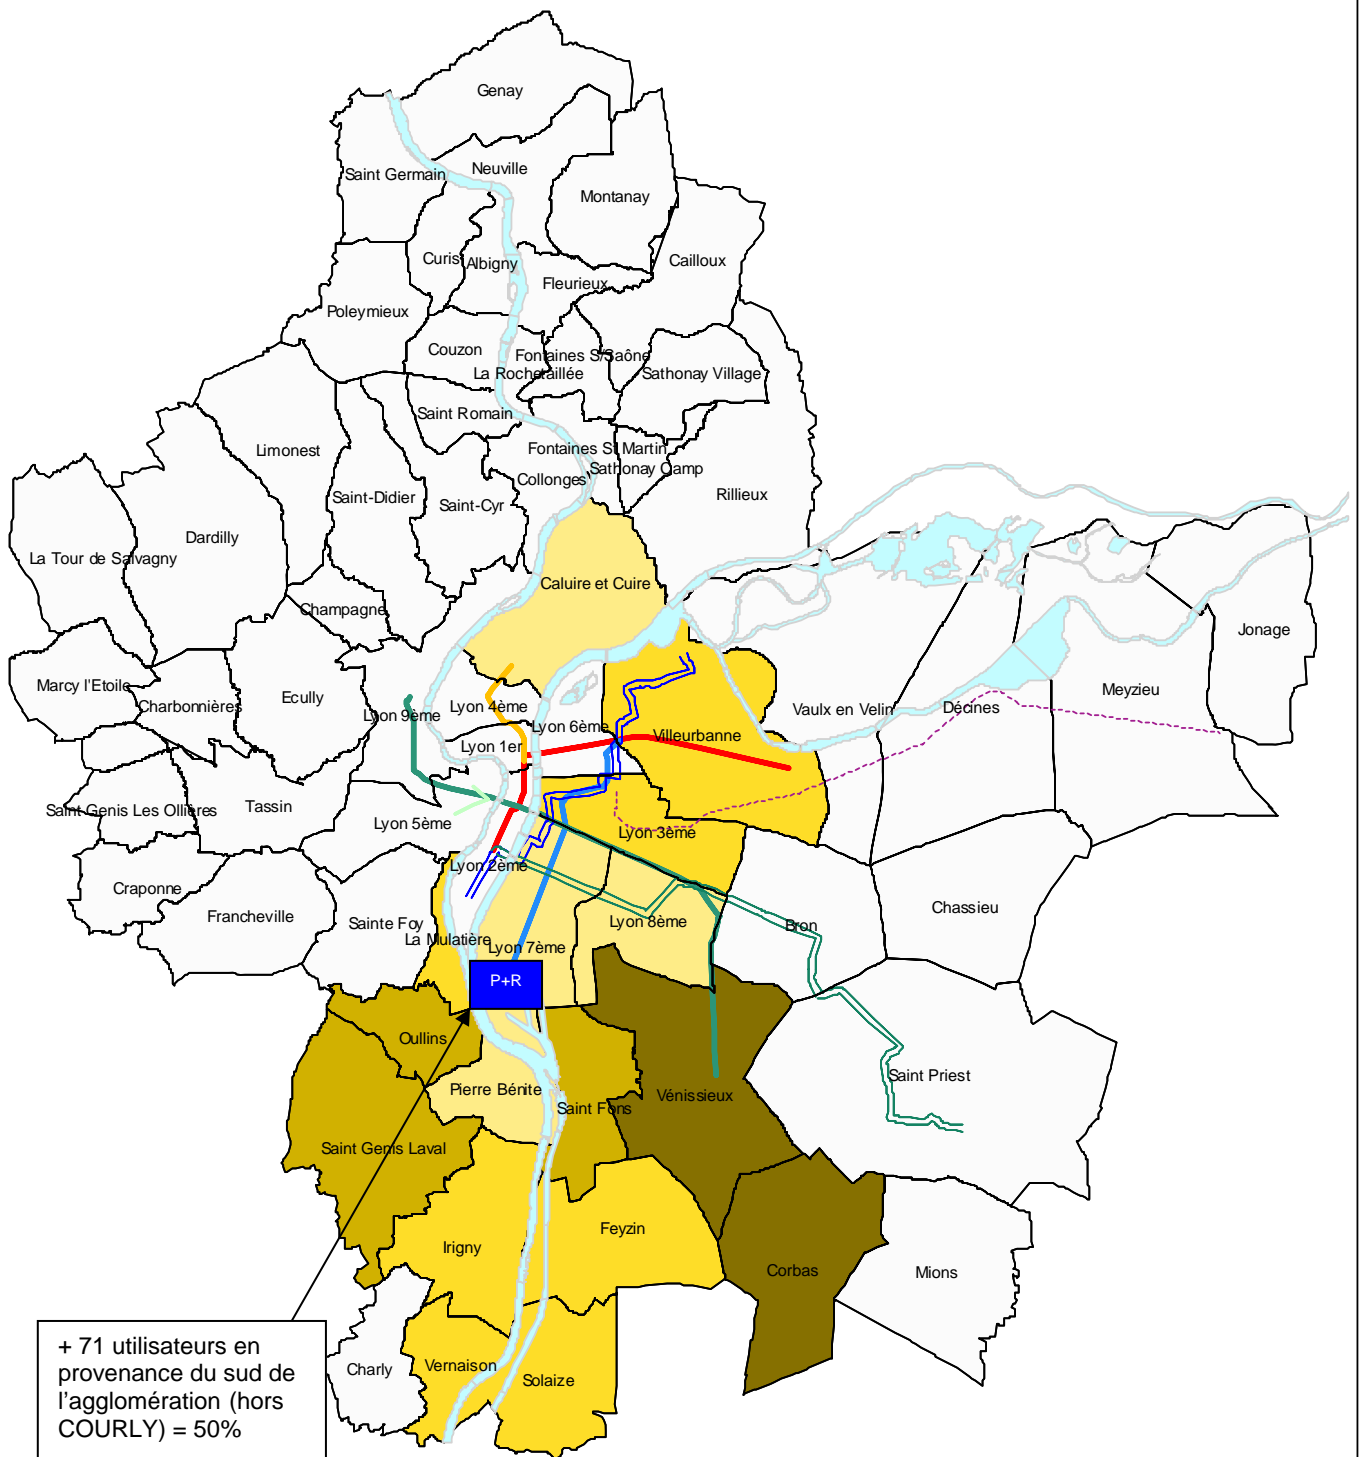 Genay
Neuville
Saint Germain
Montanay
Curis
Albigny
Cailloux
Fleurieux
Poleymieux
Couzon
Fontaines S/Saône
La Rochetaillée
Sathonay Village
Saint Romain
Limonest
Fontaines St Martin
Sathonay Camp
Collonges
Rillieux
Saint-Didier
Saint-Cyr
Dardilly
La Tour de Salvagny
Caluire et Cuire
Champagne
Jonage
Marcy l'Etoile
Charbonnières
Ecully
Meyzieu
Lyon 4ème
Lyon 9ème
Lyon 6ème
Vaulx en Velin
Décines
Villeurbanne
Lyon 1er
Saint Genis Les Ollières
Tassin
Lyon 5ème
Lyon 3ème
Lyon 2ème
Craponne
Francheville
Sainte Foy
Lyon 8ème
Bron
Chassieu
La Mulatière
Lyon 7ème
P+R
Oullins
Pierre Bénite
Saint Fons
Vénissieux
Saint Priest
Saint Genis Laval
Irigny
Feyzin
Corbas
Mions
Charly
Vernaison
Solaize
+ 71 utilisateurs en
provenance du sud de
l'agglomération (hors
COURLY) = 50%